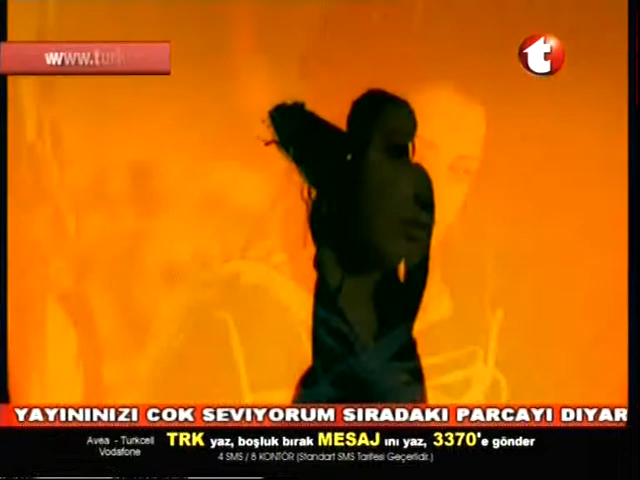 www.turk
t
YAYININIZI COK SEVIYORUM SIRADAKI PARCAYI DIYAR
Avea - Turkcell
Vodafone
TRK yaz, boşluk bırak MESAJ ını yaz, 3370'e gönder
4 SMS / 8 KONTÖR (Standart SMS Tarifesi Geçerlidir.)